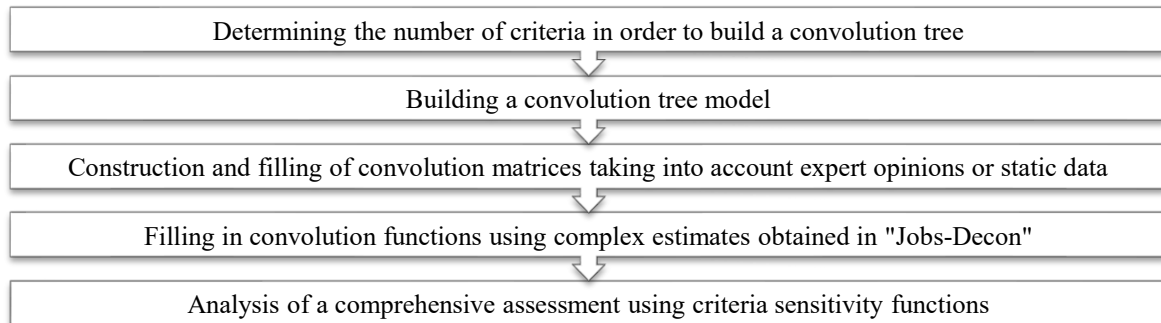 Determining the number of criteria in order to build a convolution tree
Building a convolution tree model
Construction and filling of convolution matrices taking into account expert opinions or static data
Filling in convolution functions using complex estimates obtained in "Jobs-Decon"
Analysis of a comprehensive assessment using criteria sensitivity functions